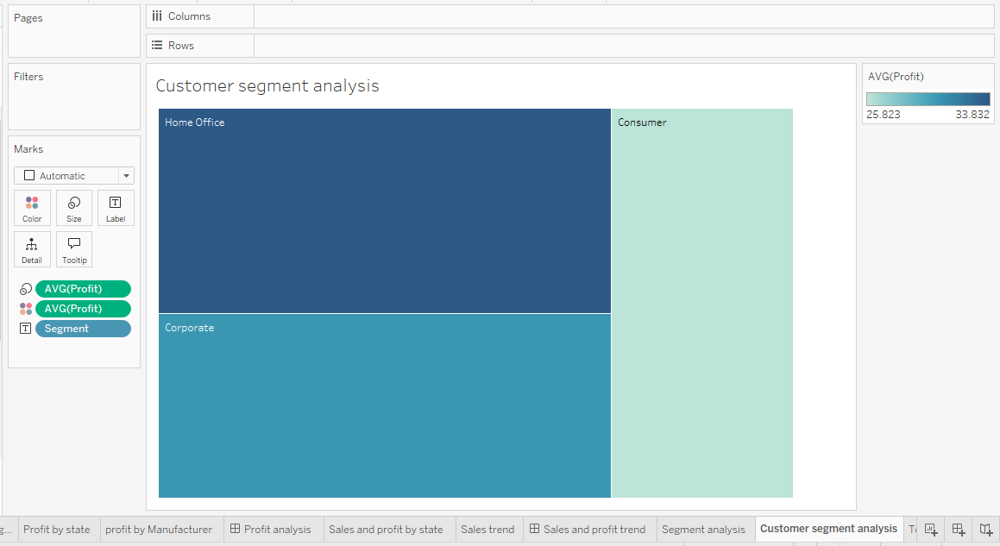 Pages
Columns
Rows
Filters
Marks
Automatic
Color
Size
Label
Detail
Tooltip
AVG(Profit)
AVG(Profit)
Segment
Customer segment analysis
Home Office
Consumer
Corporate
AVG(Profit)
25.823 33.832
Profit by state
profit by Manufacturer
Profit analysis
Sales and profit by state
Sales trend
Sales and profit trend
Segment analysis
Customer segment analysis